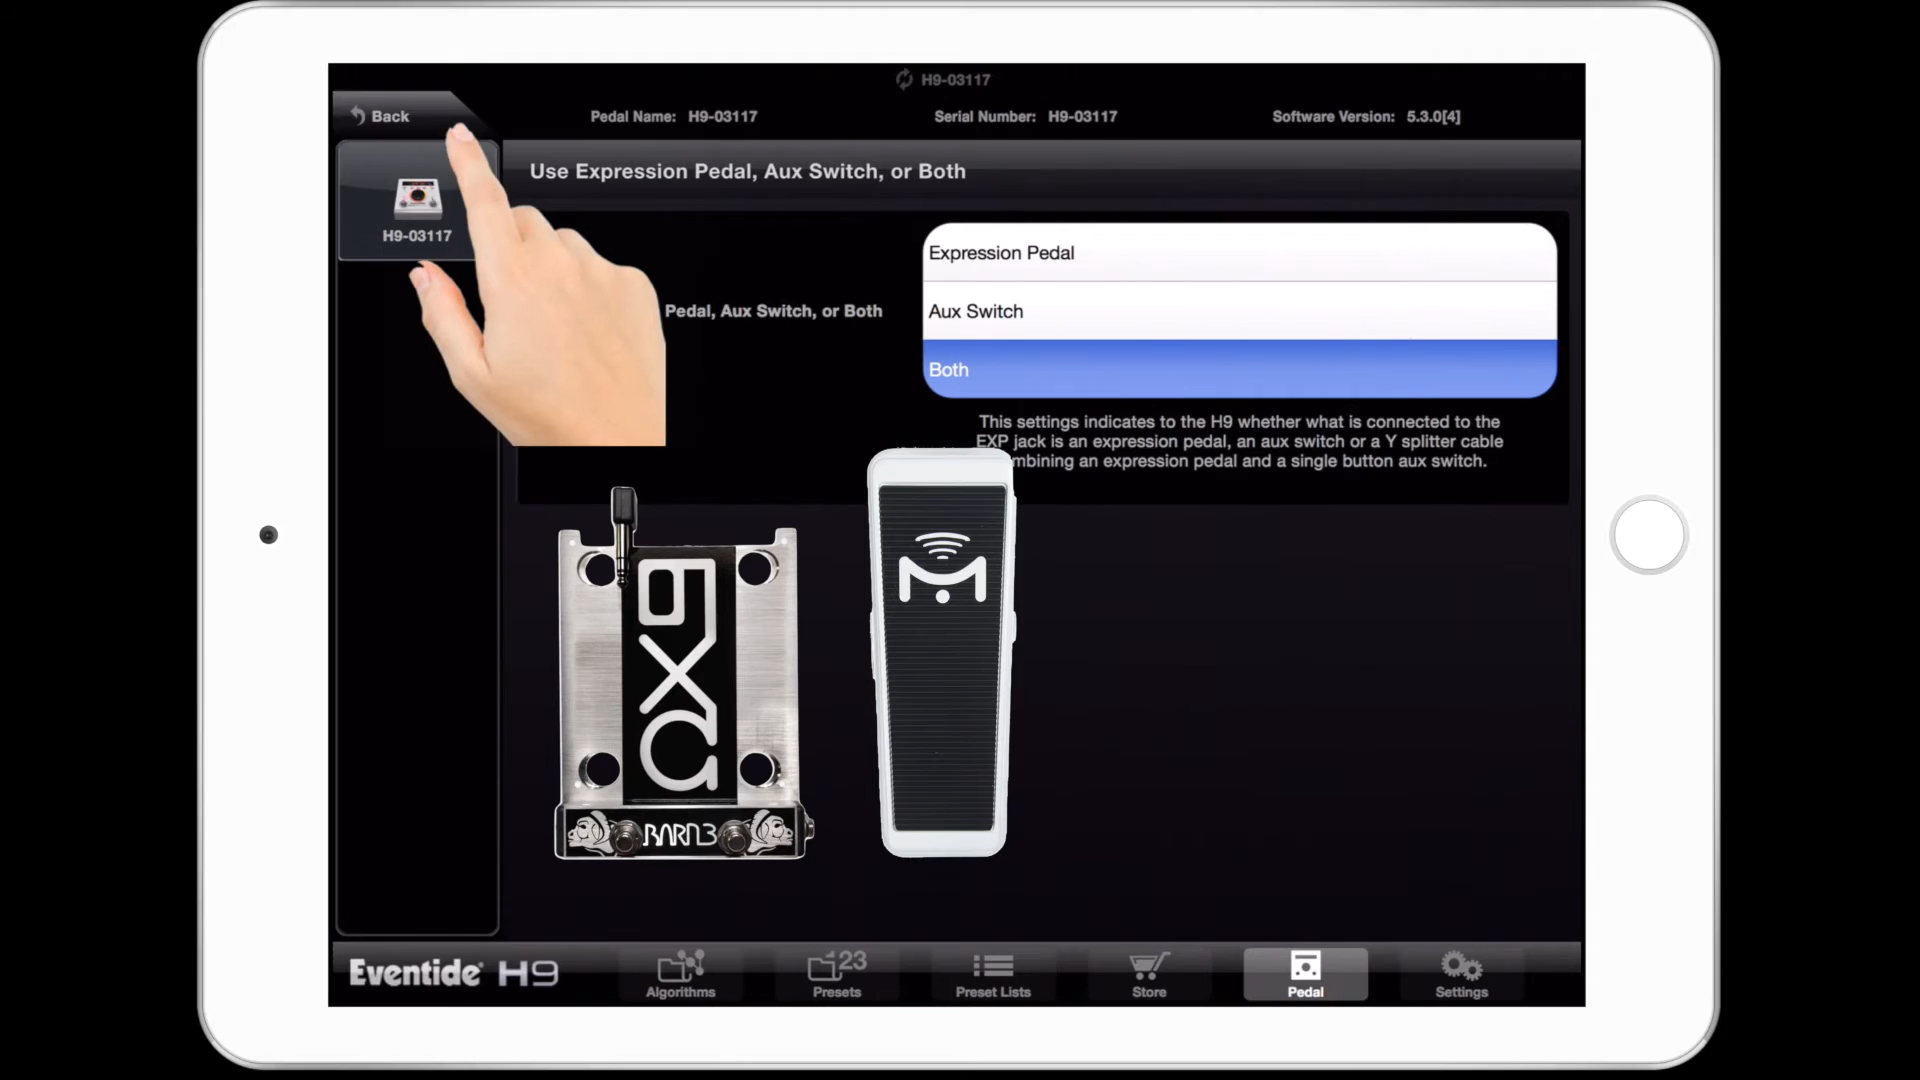 H9-03117
Back
Pedal Name: H9-03117
Serial Number: H9-03117
Software Version: 5.3.0[4]
Use Expression Pedal, Aux Switch, or Both
H9-03117
Pedal, Aux Switch, or Both
Expression Pedal
Aux Switch
Both
This settings indicates to the H9 whether what is connected to the
EXP jack is an expression pedal, an aux switch or a Y splitter cable
mbining an expression pedal and a single button aux switch.
BARN3
Eventide H9
Algorithms
123
Presets
Preset Lists
Store
Pedal
Settings